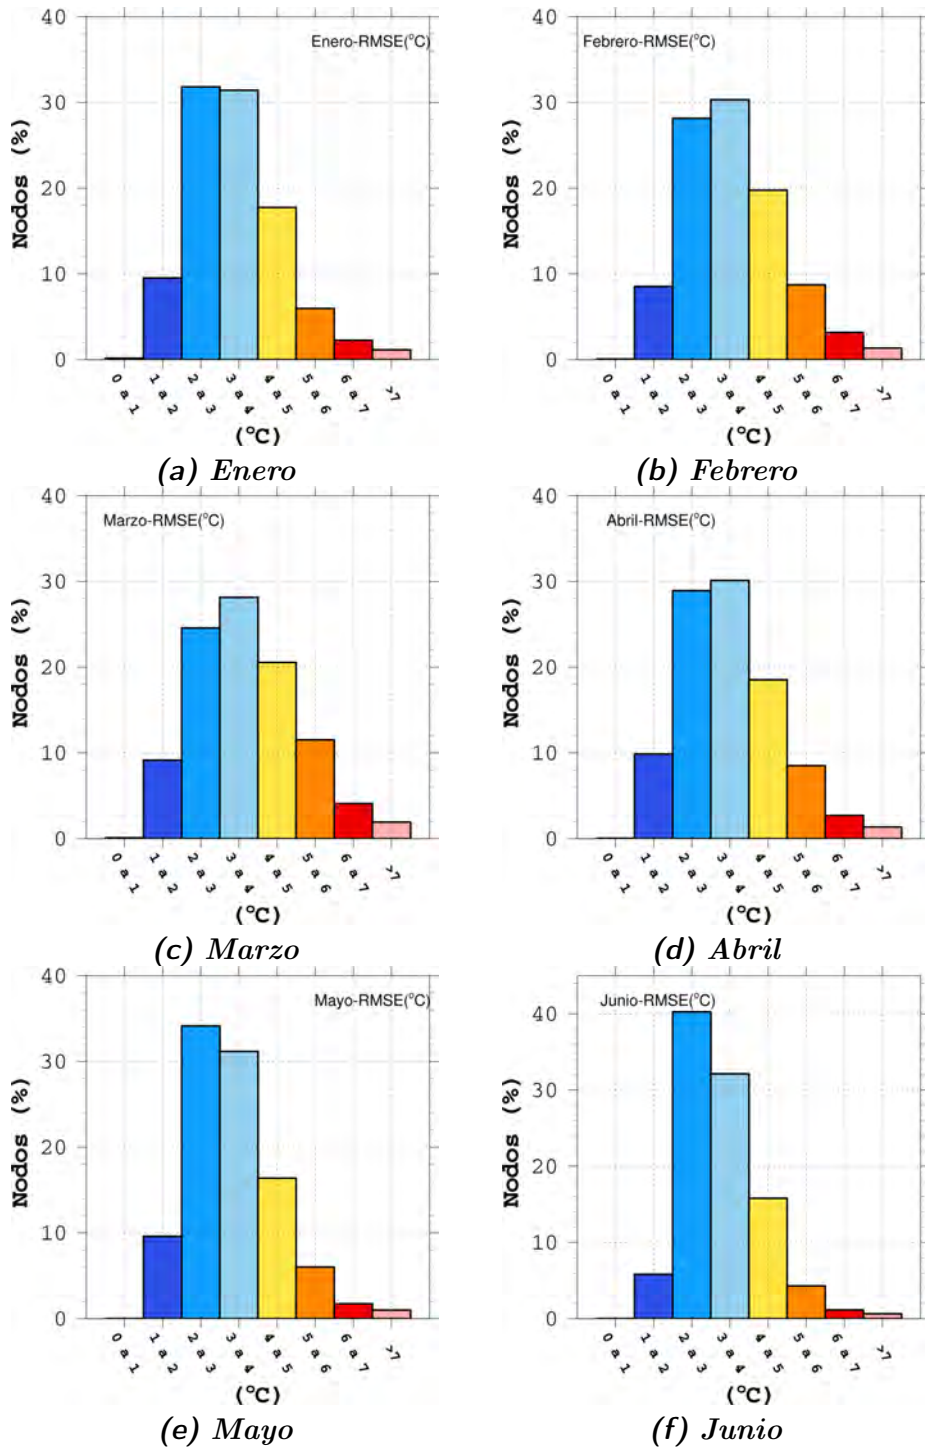 40
Enero-RMSE(°C)
30
20
10
0
Nodos (%)
0 a 1
1 a 2
2 a 3
3 a 4
4 a 5
5 a 6
6 a 7
>7
(°C)
(a) Enero
40
Febrero-RMSE(°C)
30
20
10
0
Nodos (%)
0 a 1
1 a 2
2 a 3
3 a 4
4 a 5
5 a 6
6 a 7
>7
(°C)
(b) Febrero
40
Marzo-RMSE(°C)
30
20
10
0
Nodos (%)
0 a 1
1 a 2
2 a 3
3 a 4
4 a 5
5 a 6
6 a 7
>7
(°C)
(c) Marzo
40
Abril-RMSE(°C)
30
20
10
0
Nodos (%)
0 a 1
1 a 2
2 a 3
3 a 4
4 a 5
5 a 6
6 a 7
>7
(°C)
(d) Abril
40
Mayo-RMSE(°C)
30
20
10
0
Nodos (%)
0 a 1
1 a 2
2 a 3
3 a 4
4 a 5
5 a 6
6 a 7
>7
(°C)
(e) Mayo
Junio-RMSE(°C)
40
30
20
10
0
Nodos (%)
0 a 1
1 a 2
2 a 3
3 a 4
4 a 5
5 a 6
6 a 7
>7
(°C)
(f) Junio